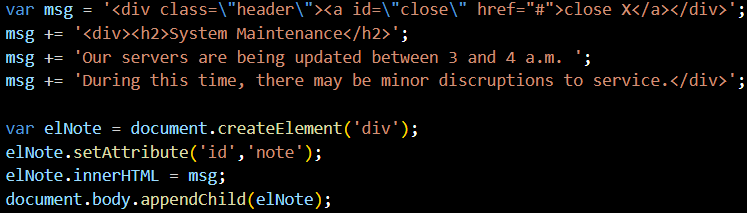 var msg = '<div class=\"header\"><a id=\"close\" href="#">close X</a></div>';
msg += '<div><h2>System Maintenance</h2>';
msg += 'Our servers are being updated between 3 and 4 a.m. ';
msg += 'During this time, there may be minor discruptions to service.</div>';
var elNote = document.createElement('div');
elNote.setAttribute('id','note');
elNote.innerHTML = msg;
document.body.appendChild(elNote);